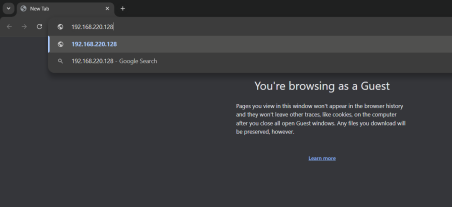 New Tab
192.168.220.128
192.168.220.128
192.168.220.128 - Google Search
You're browsing as a Guest
Pages you view in this window won't appear in the browser history
and they won't leave other traces, like cookies, on the computer
after you close all open Guest windows. Any files you download will
be preserved, however.
Learn more